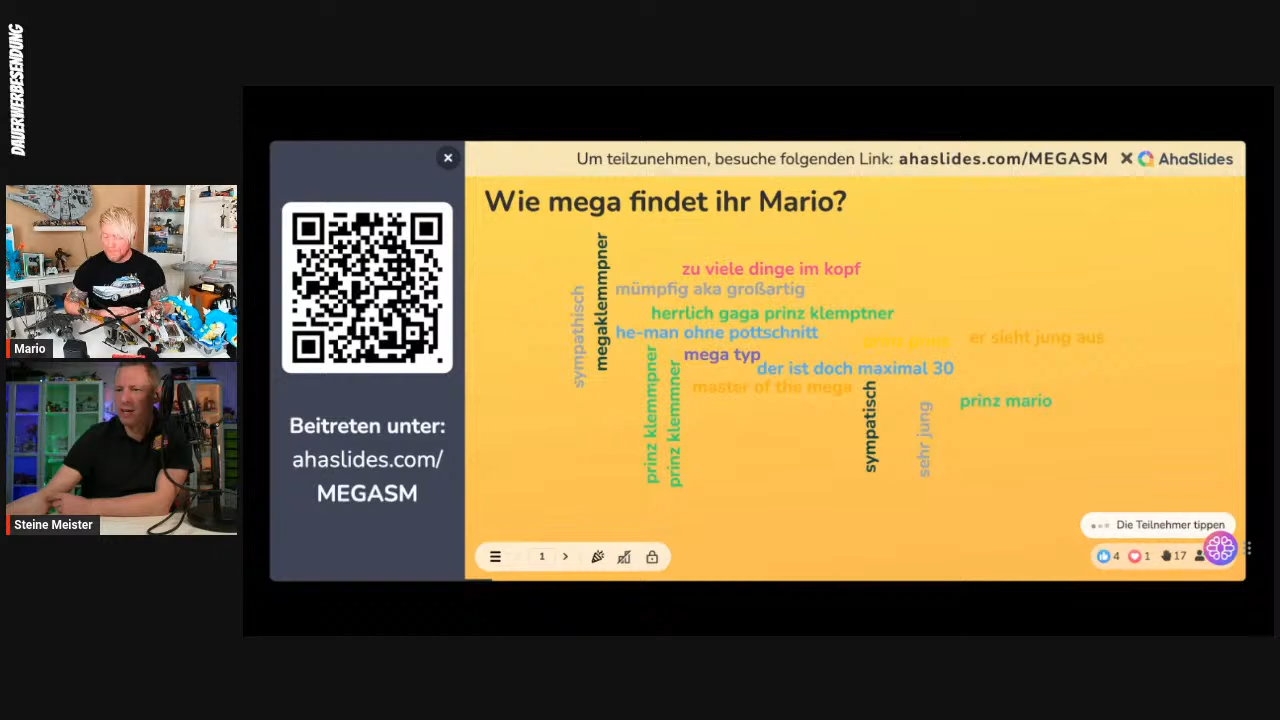 DAUERWERBESENDUNG
Mario
Steine Meister
Beitreten unter:
ahaslides.com/
MEGASM
Um teilzunehmen, besuche folgenden Link: ahaslides.com/MEGASM
AhaSlides
Wie mega findet ihr Mario?
sympathisch
megaklemmpner
zu viele dinge im kopf
mümpfig aka großartig
herrlich gaga prinz klemptner
he-man ohne pottschnitt
er sieht jung aus
mega typ
der ist doch maximal 30
master of the mega
prinz klemmpner
prinz klemmner
sympatisch
sehr jung
prinz mario
Die Teilnehmer tippen
1
4
1
17